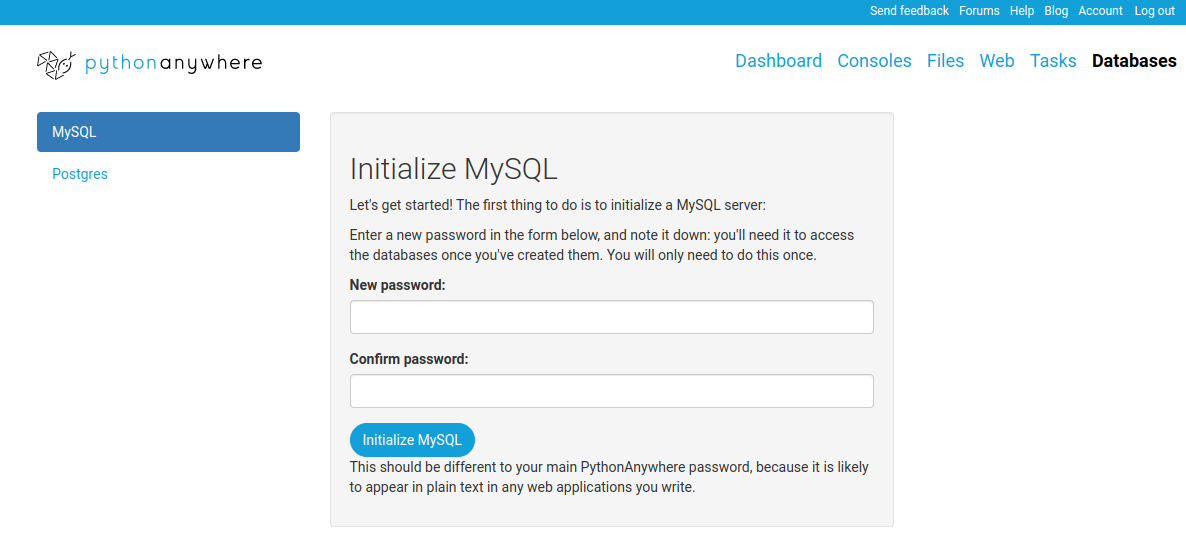 Send feedback Forums Help Blog Account Log out
pythonanywhere
Dashboard Consoles Files Web Tasks Databases
MySQL
Postgres
Initialize MySQL
Let's get started! The first thing to do is to initialize a MySQL server:
Enter a new password in the form below, and note it down: you'll need it to access
the databases once you've created them. You will only need to do this once.
New password:
Confirm password:
Initialize MySQL
This should be different to your main PythonAnywhere password, because it is likely
to appear in plain text in any web applications you write.